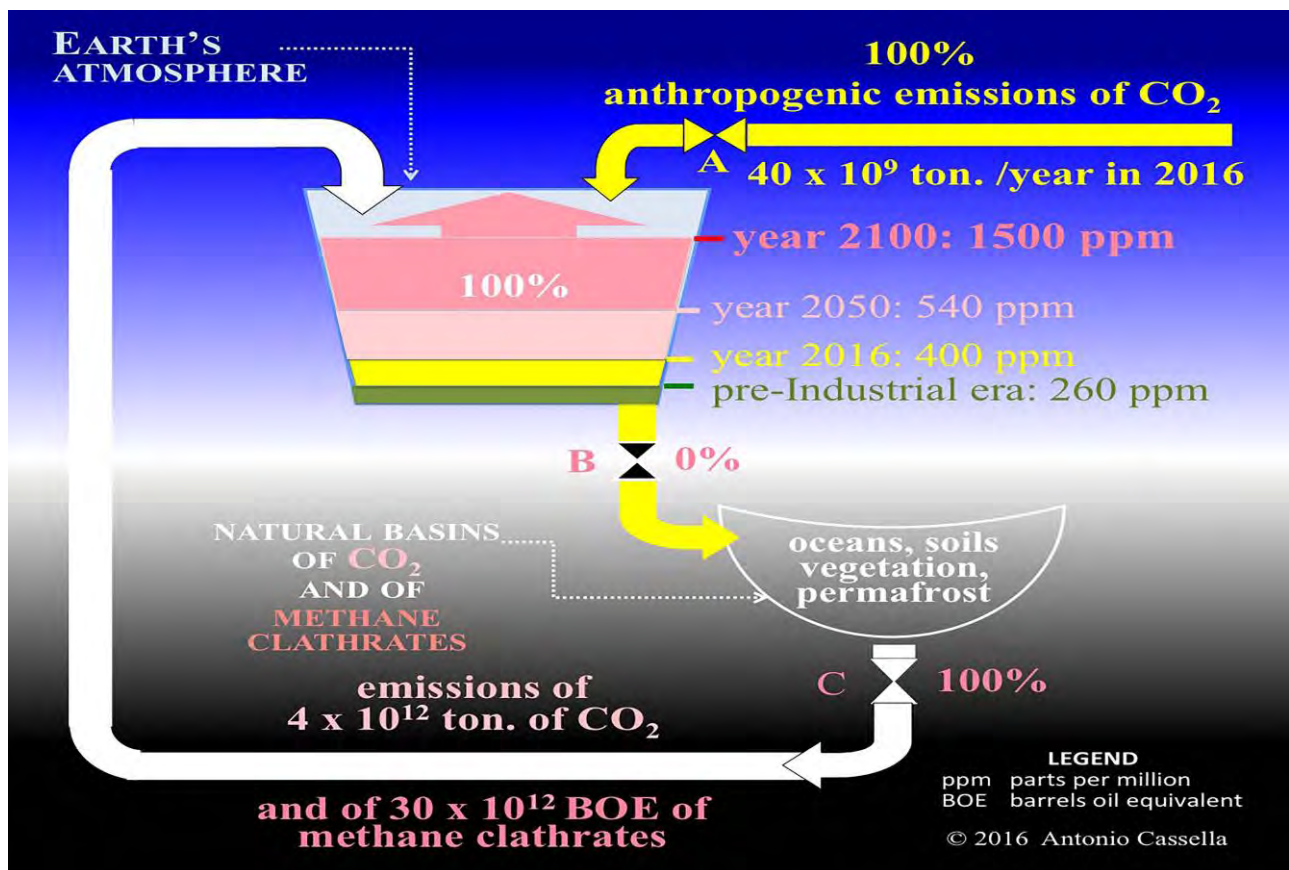 EARTH'S
ATMOSPHERE
100%
anthropogenic emissions of CO₂
A
40 x 10⁹ ton. /year in 2016
year 2100: 1500 ppm
100%
year 2050: 540 ppm
year 2016: 400 ppm
pre-Industrial era: 260 ppm
B
0%
NATURAL BASINS
OF CO₂
AND OF
METHANE
CLATHRATES
oceans, soils
vegetation,
permafrost
C
100%
emissions of
4 x 10¹² ton. of CO₂
and of 30 x 10¹² BOE of
methane clathrates
LEGEND
ppm parts per million
BOE barrels oil equivalent
© 2016 Antonio Cassella